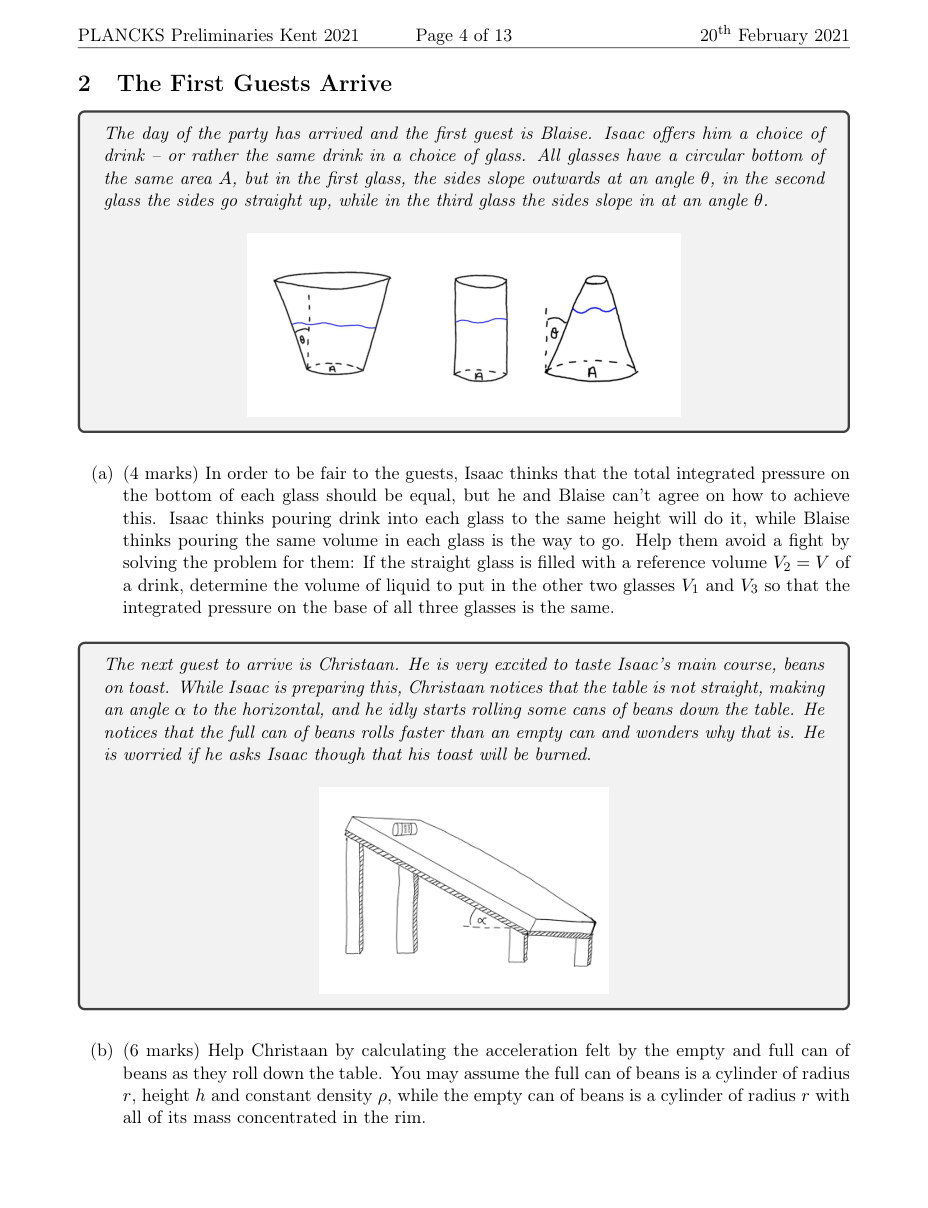 PLANCKS Preliminaries Kent 2021 Page 4 of 13 20th February 2021
2 The First Guests Arrive
The day of the party has arrived and the first guest is Blaise. Isaac offers him a choice of
drink – or rather the same drink in a choice of glass. All glasses have a circular bottom of
the same area A, but in the first glass, the sides slope outwards at an angle θ, in the second
glass the sides go straight up, while in the third glass the sides slope in at an angle θ.
θ
A
A
θ
A
(a) (4 marks) In order to be fair to the guests, Isaac thinks that the total integrated pressure on
the bottom of each glass should be equal, but he and Blaise can't agree on how to achieve
this. Isaac thinks pouring drink into each glass to the same height will do it, while Blaise
thinks pouring the same volume in each glass is the way to go. Help them avoid a fight by
solving the problem for them: If the straight glass is filled with a reference volume V₂ = V of
a drink, determine the volume of liquid to put in the other two glasses V₁ and V₃ so that the
integrated pressure on the base of all three glasses is the same.
The next guest to arrive is Christaan. He is very excited to taste Isaac's main course, beans
on toast. While Isaac is preparing this, Christaan notices that the table is not straight, making
an angle α to the horizontal, and he idly starts rolling some cans of beans down the table. He
notices that the full can of beans rolls faster than an empty can and wonders why that is. He
is worried if he asks Isaac though that his toast will be burned.
α
(b) (6 marks) Help Christaan by calculating the acceleration felt by the empty and full can of
beans as they roll down the table. You may assume the full can of beans is a cylinder of radius
r, height h and constant density ρ, while the empty can of beans is a cylinder of radius r with
all of its mass concentrated in the rim.